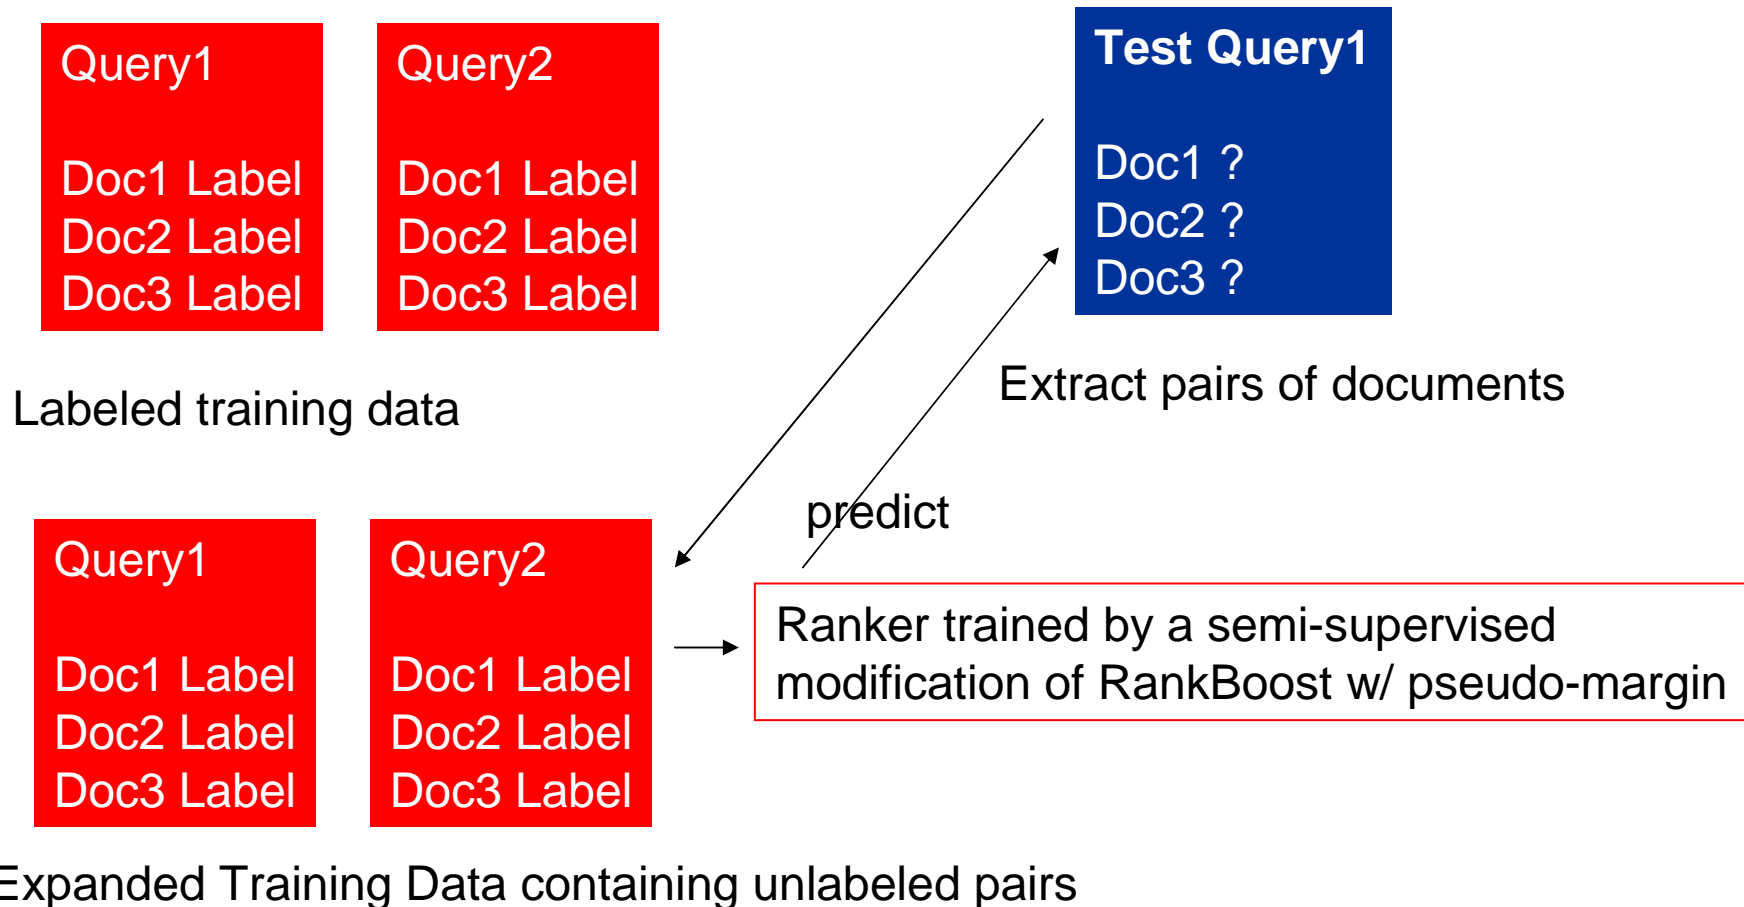 Query1
Doc1 Label
Doc2 Label
Doc3 Label
Query2
Doc1 Label
Doc2 Label
Doc3 Label
Test Query1
Doc1 ?
Doc2 ?
Doc3 ?
Labeled training data
Extract pairs of documents
predict
Query1
Doc1 Label
Doc2 Label
Doc3 Label
Query2
Doc1 Label
Doc2 Label
Doc3 Label
Ranker trained by a semi-supervised
modification of RankBoost w/ pseudo-margin
Expanded Training Data containing unlabeled pairs